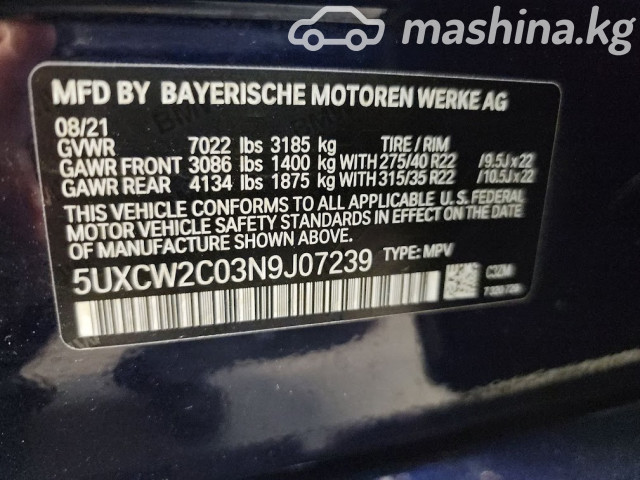 mashina.kg
MFD BY BAYERISCHE MOTOREN WERKE AG
08/21
GVWR 7022 lbs 3185 kg TIRE / RIM
GAWR FRONT 3086 lbs 1400 kg WITH 275/40 R22 /9.5J x 22
GAWR REAR 4134 lbs 1875 kg WITH 315/35 R22 /10.5J x 22
THIS VEHICLE CONFORMS TO ALL APPLICABLE U. S. FEDERAL
MOTOR VEHICLE SAFETY STANDARDS IN EFFECT ON THE DATE
OF MANUFACTURE SHOWN ABOVE.
5UXCW2C03N9J07239 TYPE: MPV
C3ZM